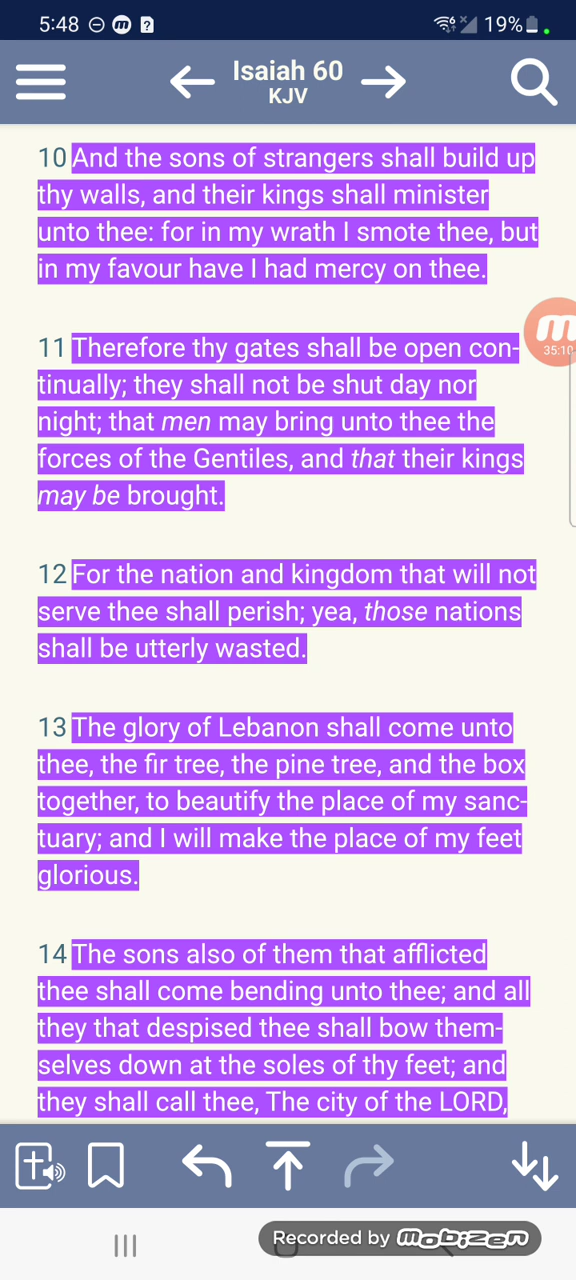 5:48
19%
Isaiah 60
KJV
10 And the sons of strangers shall build up
thy walls, and their kings shall minister
unto thee: for in my wrath I smote thee, but
in my favour have I had mercy on thee.
35:10
11 Therefore thy gates shall be open con-
tinually; they shall not be shut day nor
night; that men may bring unto thee the
forces of the Gentiles, and that their kings
may be brought.
12 For the nation and kingdom that will not
serve thee shall perish; yea, those nations
shall be utterly wasted.
13 The glory of Lebanon shall come unto
thee, the fir tree, the pine tree, and the box
together, to beautify the place of my sanc-
tuary; and I will make the place of my feet
glorious.
14 The sons also of them that afflicted
thee shall come bending unto thee; and all
they that despised thee shall bow them-
selves down at the soles of thy feet; and
they shall call thee, The city of the LORD,
Recorded by mobizen